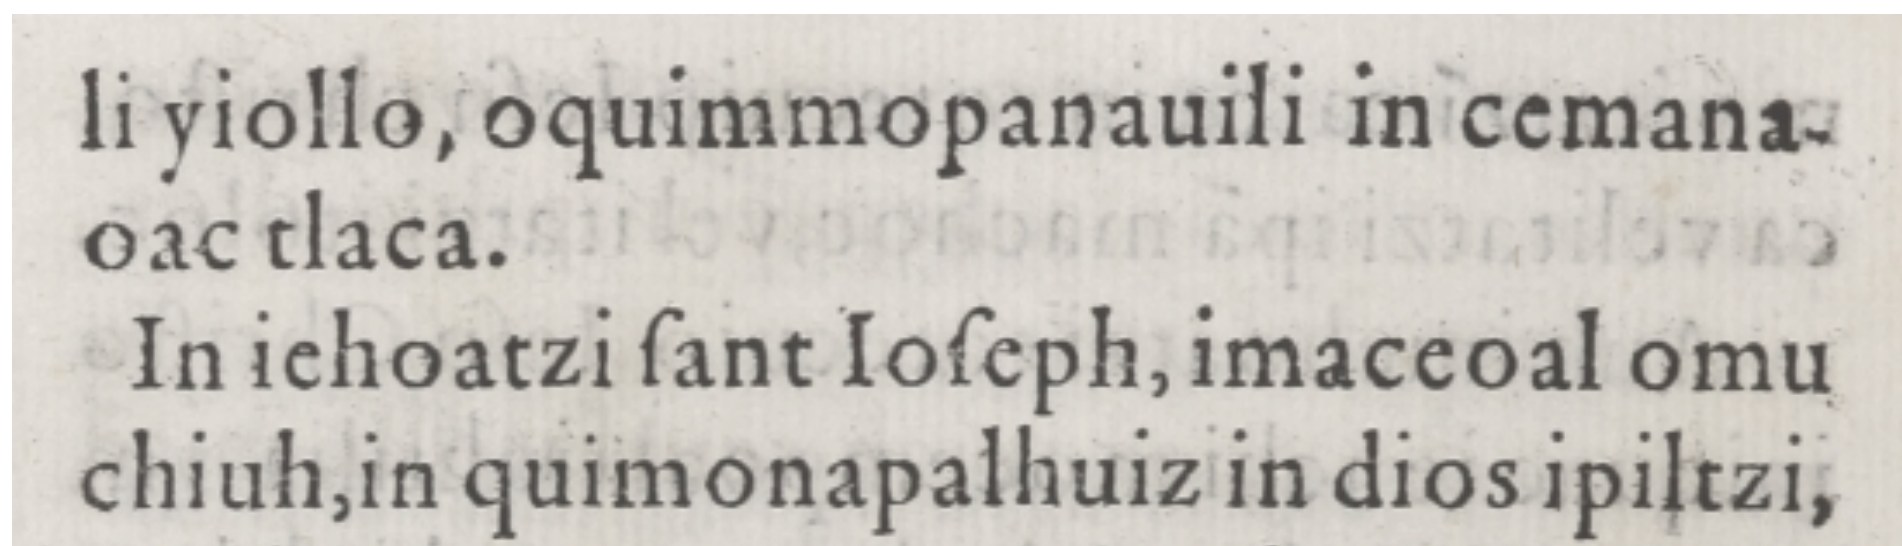 li yiollo, oquimmopanauili in cemana-
oac tlaca.
In iehoatzi ſant Ioſeph, imaceoal omu
chiuh,in quimonapalhuiz in dios ipiltzi,